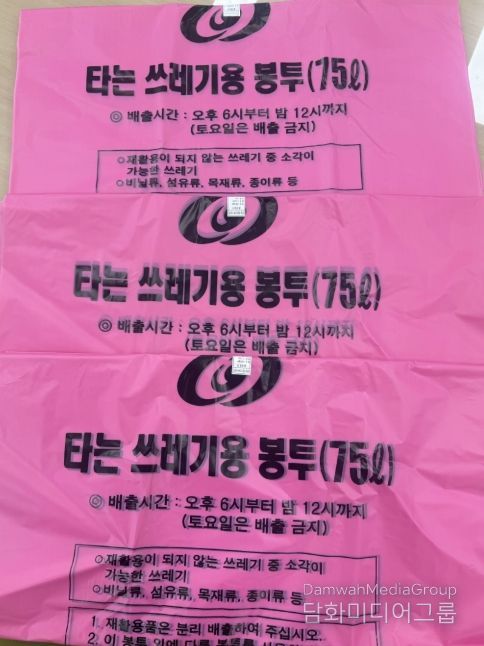 타는 쓰레기용 봉투(75ℓ)
◎ 배출시간 : 오후 6시부터 밤 12시까지
(토요일은 배출 금지)
○재활용이 되지 않는 쓰레기 중 소각이
가능한 쓰레기
○비닐류, 섬유류, 목재류, 종이류 등
타는 쓰레기용 봉투(75ℓ)
◎ 배출시간 : 오후 6시부터 밤 12시까지
(토요일은 배출 금지)
타는 쓰레기용 봉투(75ℓ)
◎ 배출시간 : 오후 6시부터 밤 12시까지
(토요일은 배출 금지)
○재활용이 되지 않는 쓰레기 중 소각이
가능한 쓰레기
○비닐류, 섬유류, 목재류, 종이류 등
1. 재활용품은 분리 배출하여 주십시오.
2. 이 봉투 안에 다른
DamwahMediaGroup
담화미디어그룹